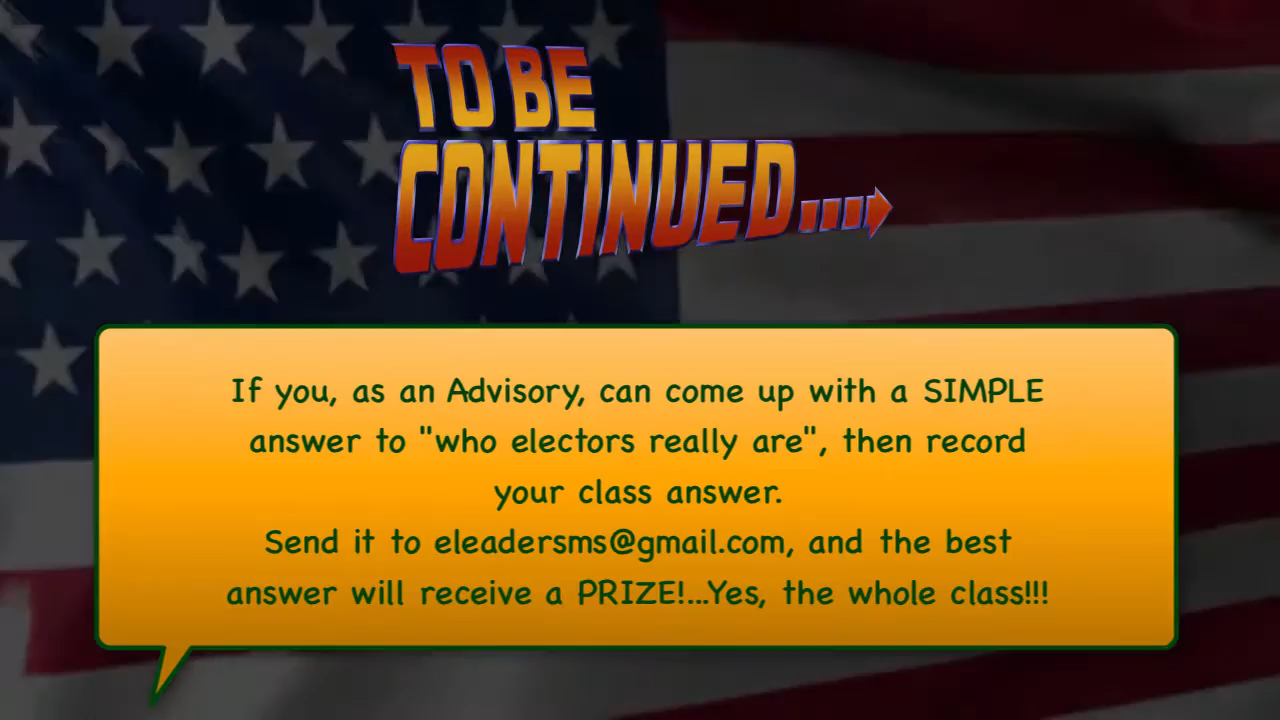 TO BE
CONTINUED....
If you, as an Advisory, can come up with a SIMPLE
answer to "who electors really are", then record
your class answer.
Send it to eleadersms@gmail.com, and the best
answer will receive a PRIZE!...Yes, the whole class!!!